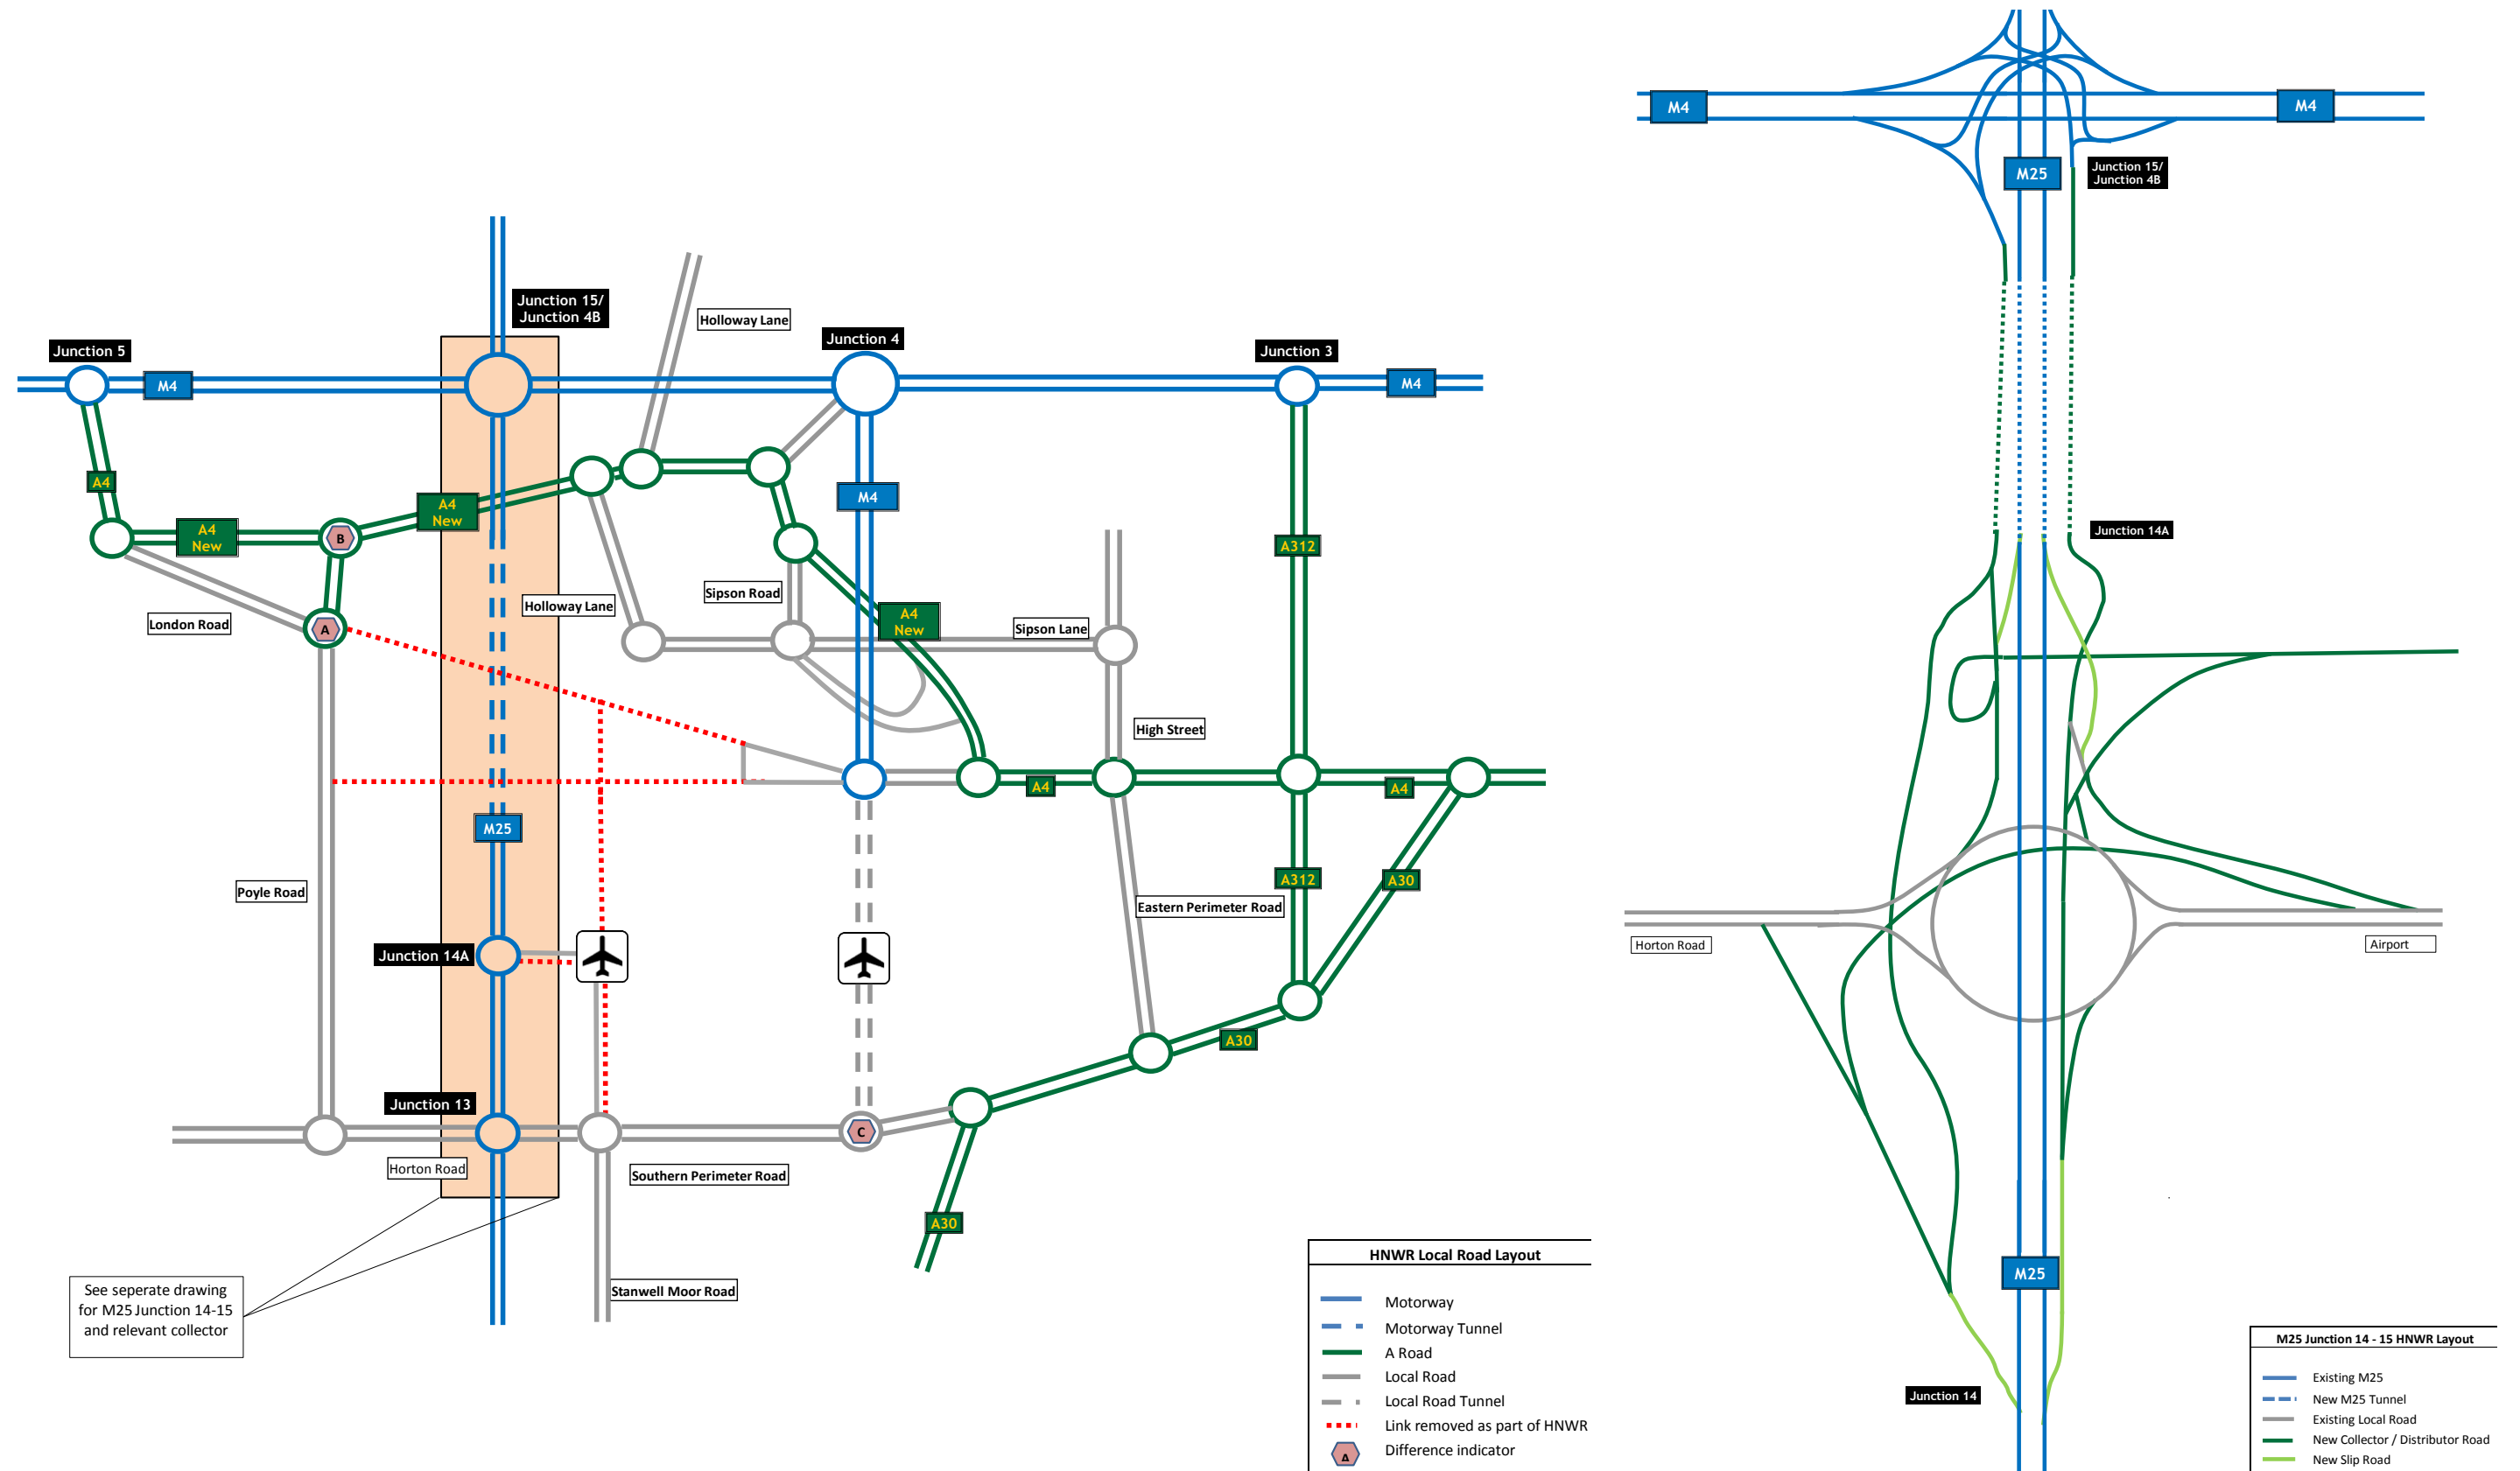 M4
M4
M25
Junction 15/
Junction 4B
Junction 15/
Junction 4B
Holloway Lane
Junction 5
Junction 4
Junction 3
M4
M4
A4
M4
A4
New
A4
New
B
A312
Junction 14A
Holloway Lane
Sipson Road
A4
New
London Road
A
Sipson Lane
High Street
A4
A4
M25
Poyle Road
A312
A30
Eastern Perimeter Road
Horton Road
Airport
Junction 14A
A30
Junction 13
C
Horton Road
Southern Perimeter Road
A30
M25
See seperate drawing
for M25 Junction 14-15
and relevant collector
Stanwell Moor Road
HNWR Local Road Layout
Motorway
Motorway Tunnel
A Road
Local Road
Local Road Tunnel
Link removed as part of HNWR
A
Difference indicator
Junction 14
M25 Junction 14 - 15 HNWR Layout
Existing M25
New M25 Tunnel
Existing Local Road
New Collector / Distributor Road
New Slip Road